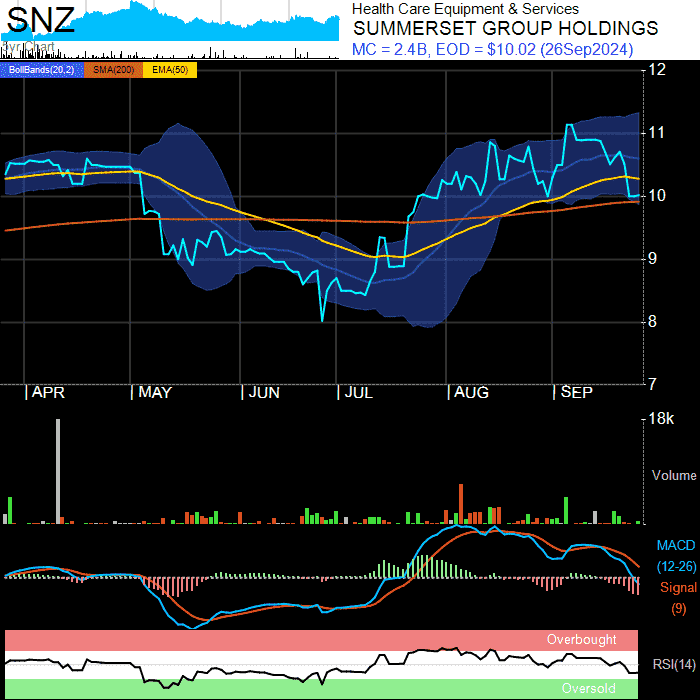 SNZ
3yr Chart
Health Care Equipment & Services
SUMMERSET GROUP HOLDINGS
MC = 2.4B, EOD = $10.02 (26Sep2024)
BollBands(20,2) SMA(200) EMA(50)
12
11
10
9
8
7
APR MAY JUN JUL AUG SEP
18k
Volume
MACD
(12-26)
Signal
(9)
Overbought
RSI(14)
Oversold